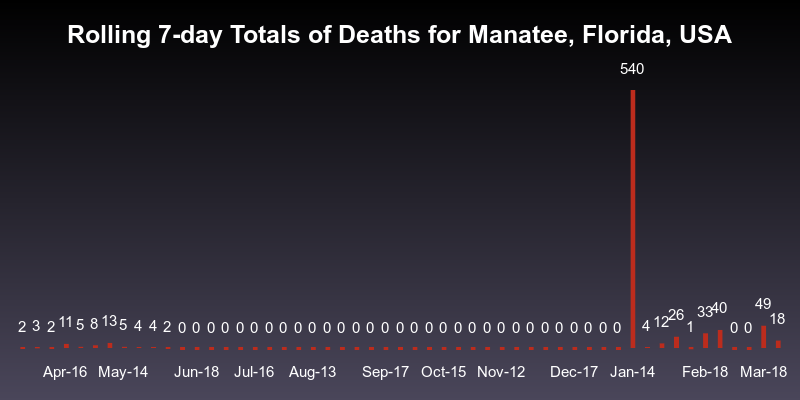 Rolling 7-day Totals of Deaths for Manatee, Florida, USA
540
2 3 2 11 5 8 13 5 4 4 2 0 0 0 0 0 0 0 0 0 0 0 0 0 0 0 0 0 0 0 0 0 0 0 0 0 0 0 0 0 0 0 4 12 26 1 33 40 0 0 49 18
Apr-16 May-14 Jun-18 Jul-16 Aug-13 Sep-17 Oct-15 Nov-12 Dec-17 Jan-14 Feb-18 Mar-18